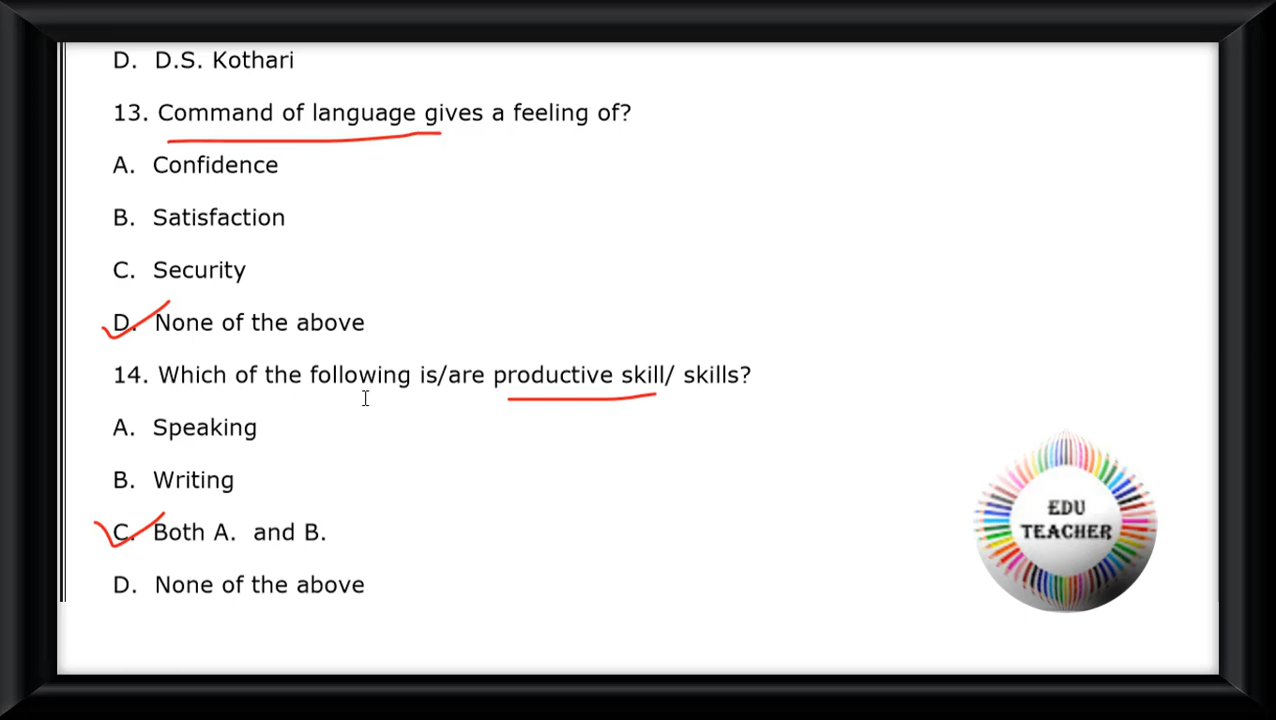 D. D.S. Kothari
13. Command of language gives a feeling of?
A. Confidence
B. Satisfaction
C. Security
D. None of the above
14. Which of the following is/are productive skill/ skills?
A. Speaking
B. Writing
C. Both A. and B.
D. None of the above
EDU
TEACHER